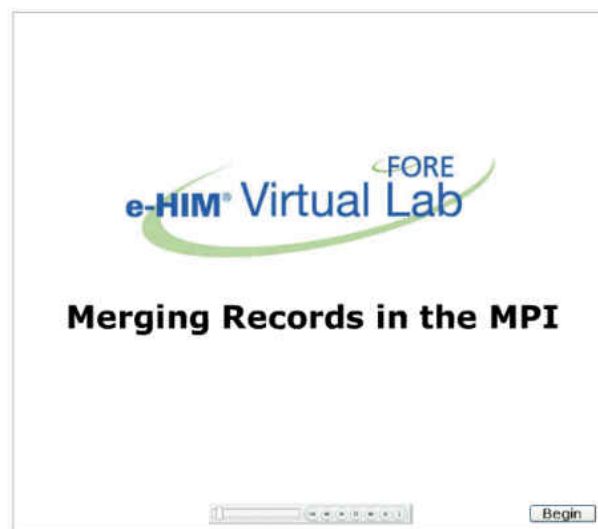 FORE
e-HIM® Virtual Lab
Merging Records in the MPI
Begin